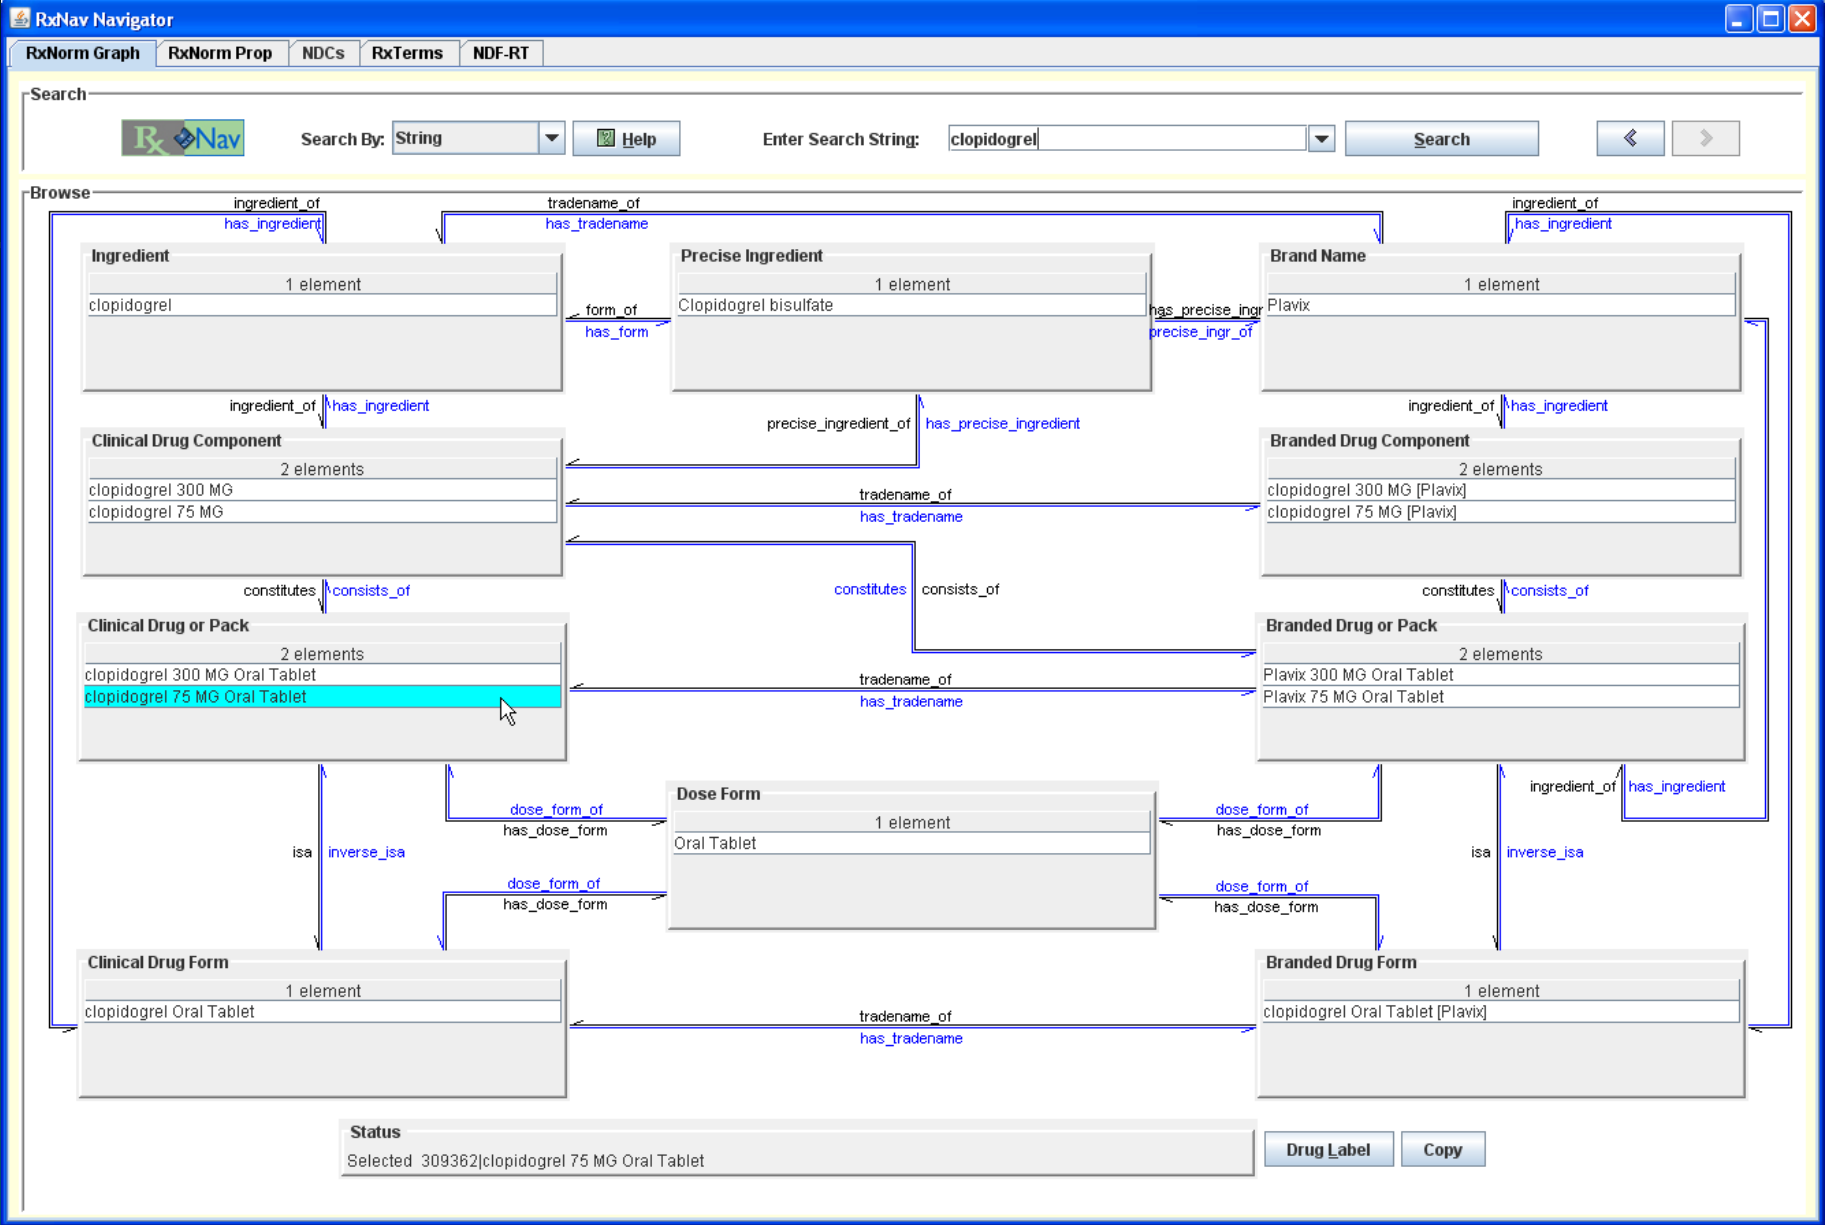 RxNav Navigator
RxNorm Graph RxNorm Prop NDCs RxTerms NDF-RT
Search
Rx Nav Search By: String Help Enter Search String: clopidogrel Search
Browse
ingredient_of tradename_of ingredient_of
has_ingredient has_tradename has_ingredient
Ingredient Precise Ingredient Brand Name
1 element 1 element 1 element
clopidogrel Clopidogrel bisulfate Plavix
form_of has_precise_ingr
has_form precise_ingr_of
ingredient_of has_ingredient ingredient_of has_ingredient
precise_ingredient_of has_precise_ingredient
Clinical Drug Component Branded Drug Component
2 elements 2 elements
clopidogrel 300 MG clopidogrel 300 MG [Plavix]
tradename_of
clopidogrel 75 MG clopidogrel 75 MG [Plavix]
has_tradename
constitutes consists_of constitutes consists_of constitutes consists_of
Clinical Drug or Pack Branded Drug or Pack
2 elements 2 elements
clopidogrel 300 MG Oral Tablet tradename_of Plavix 300 MG Oral Tablet
clopidogrel 75 MG Oral Tablet has_tradename Plavix 75 MG Oral Tablet
ingredient_of has_ingredient
Dose Form
dose_form_of 1 element dose_form_of
has_dose_form has_dose_form
Oral Tablet
isa inverse_isa isa inverse_isa
dose_form_of dose_form_of
has_dose_form has_dose_form
Clinical Drug Form Branded Drug Form
1 element 1 element
clopidogrel Oral Tablet tradename_of clopidogrel Oral Tablet [Plavix]
has_tradename
Status
Selected 309362|clopidogrel 75 MG Oral Tablet Drug Label Copy